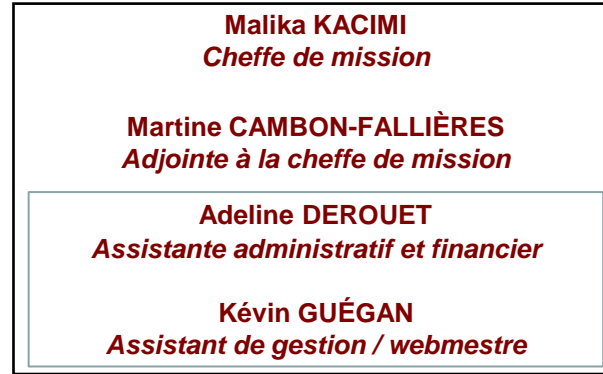 Malika KACIMI
Cheffe de mission
Martine CAMBON-FALLIÈRES
Adjointe à la cheffe de mission
Adeline DEROUET
Assistante administratif et financier
Kévin GUÉGAN
Assistant de gestion / webmestre